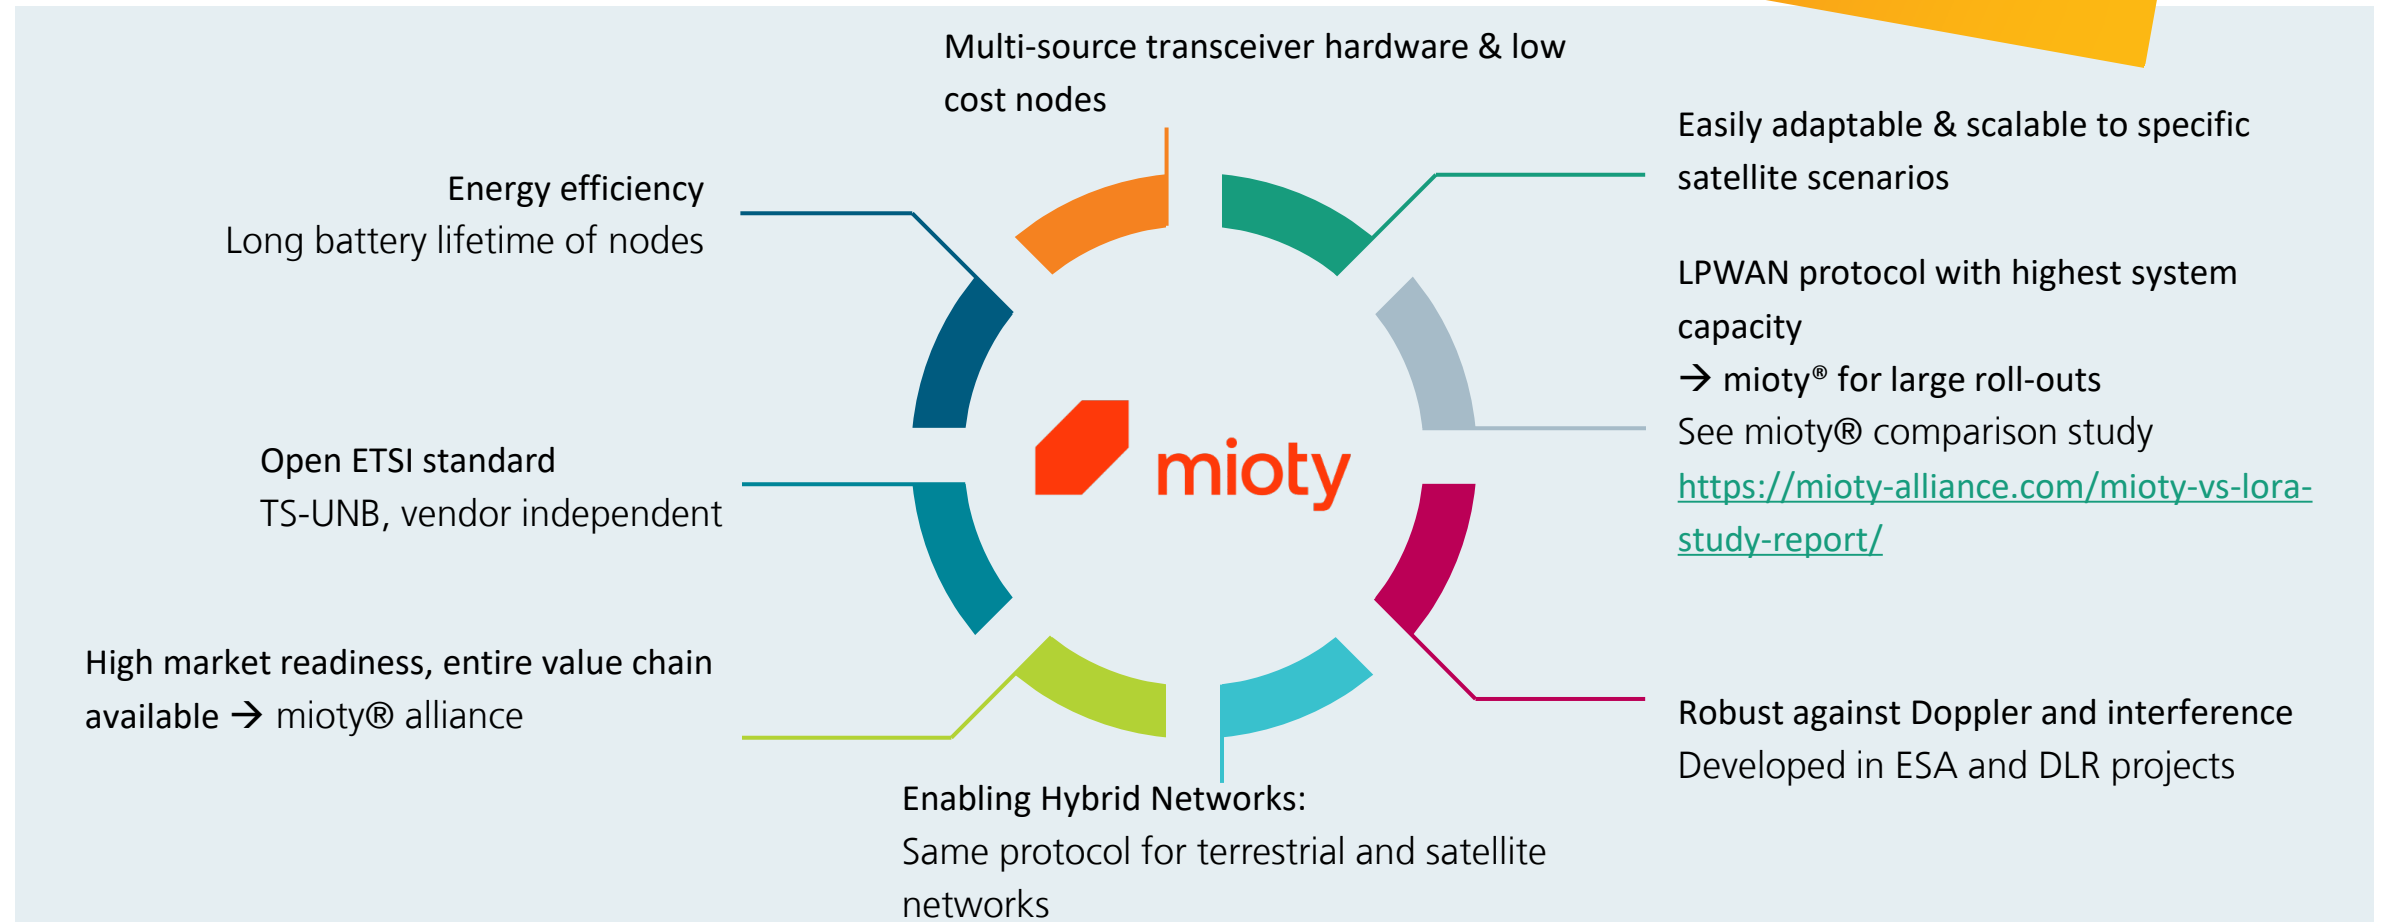 Multi-source transceiver hardware & low
cost nodes
Easily adaptable & scalable to specific
satellite scenarios
Energy efficiency
Long battery lifetime of nodes
LPWAN protocol with highest system
capacity
→ mioty® for large roll-outs
See mioty® comparison study
https://mioty-alliance.com/mioty-vs-lora-
study-report/
mioty
Open ETSI standard
TS-UNB, vendor independent
High market readiness, entire value chain
available → mioty® alliance
Robust against Doppler and interference
Developed in ESA and DLR projects
Enabling Hybrid Networks:
Same protocol for terrestrial and satellite
networks